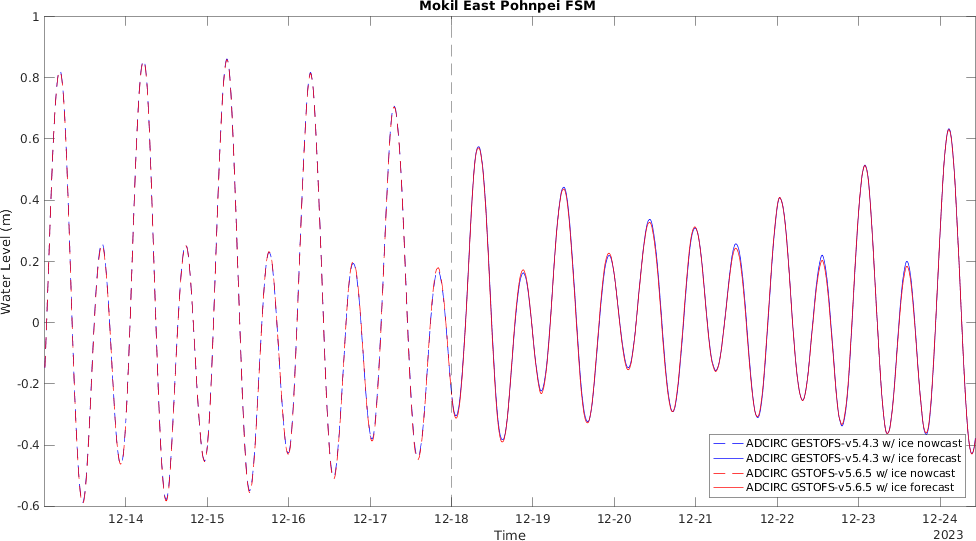 Mokil East Pohnpei FSM
1
0.8
0.6
0.4
0.2
0
-0.2
-0.4
-0.6
Water Level (m)
12-14 12-15 12-16 12-17 12-18 12-19 12-20 12-21 12-22 12-23 12-24
Time
2023
ADCIRC GESTOFS-v5.4.3 w/ ice nowcast
ADCIRC GESTOFS-v5.4.3 w/ ice forecast
ADCIRC GSTOFS-v5.6.5 w/ ice nowcast
ADCIRC GSTOFS-v5.6.5 w/ ice forecast